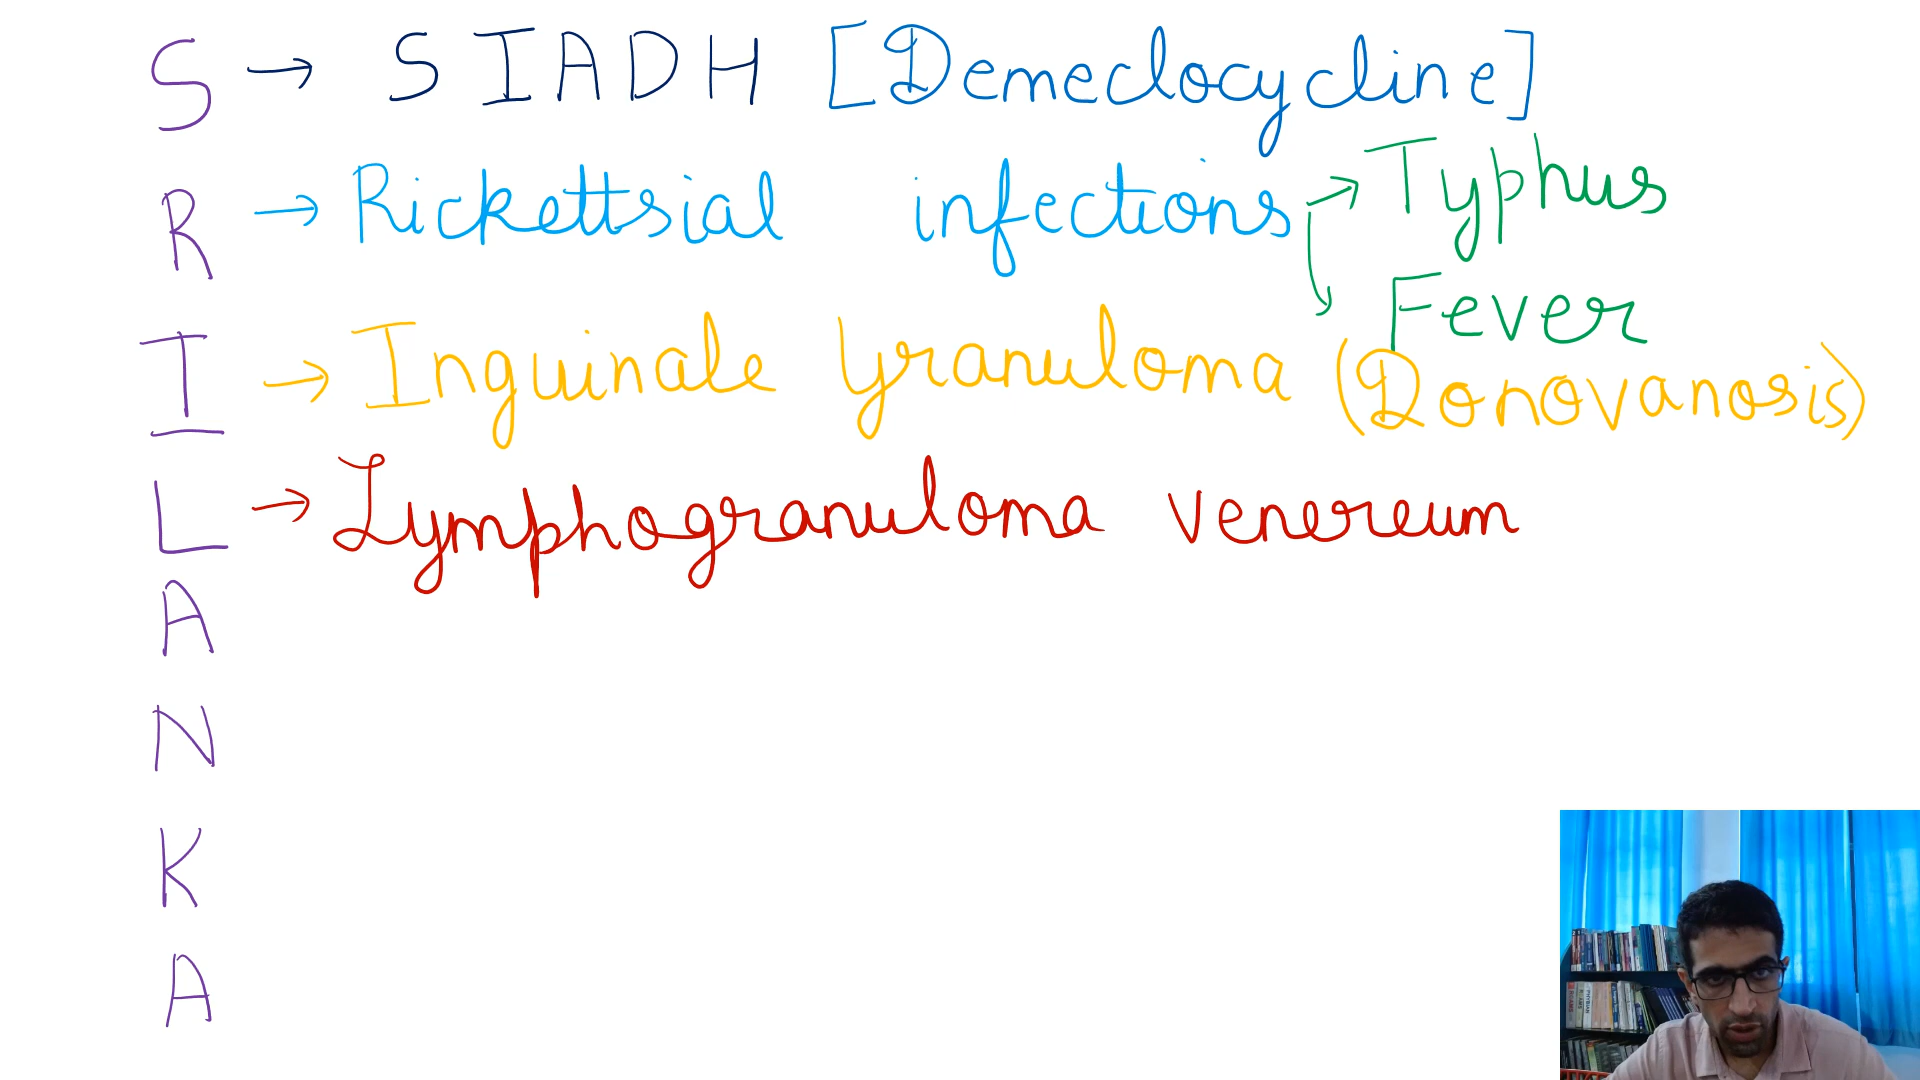 S → SIADH [Demeclocycline]
R → Rickettsial infections → Typhus
Fever
I → Inguinale Granuloma (Donovanosis)
L → Lymphogranuloma venereum
A
N
K
A